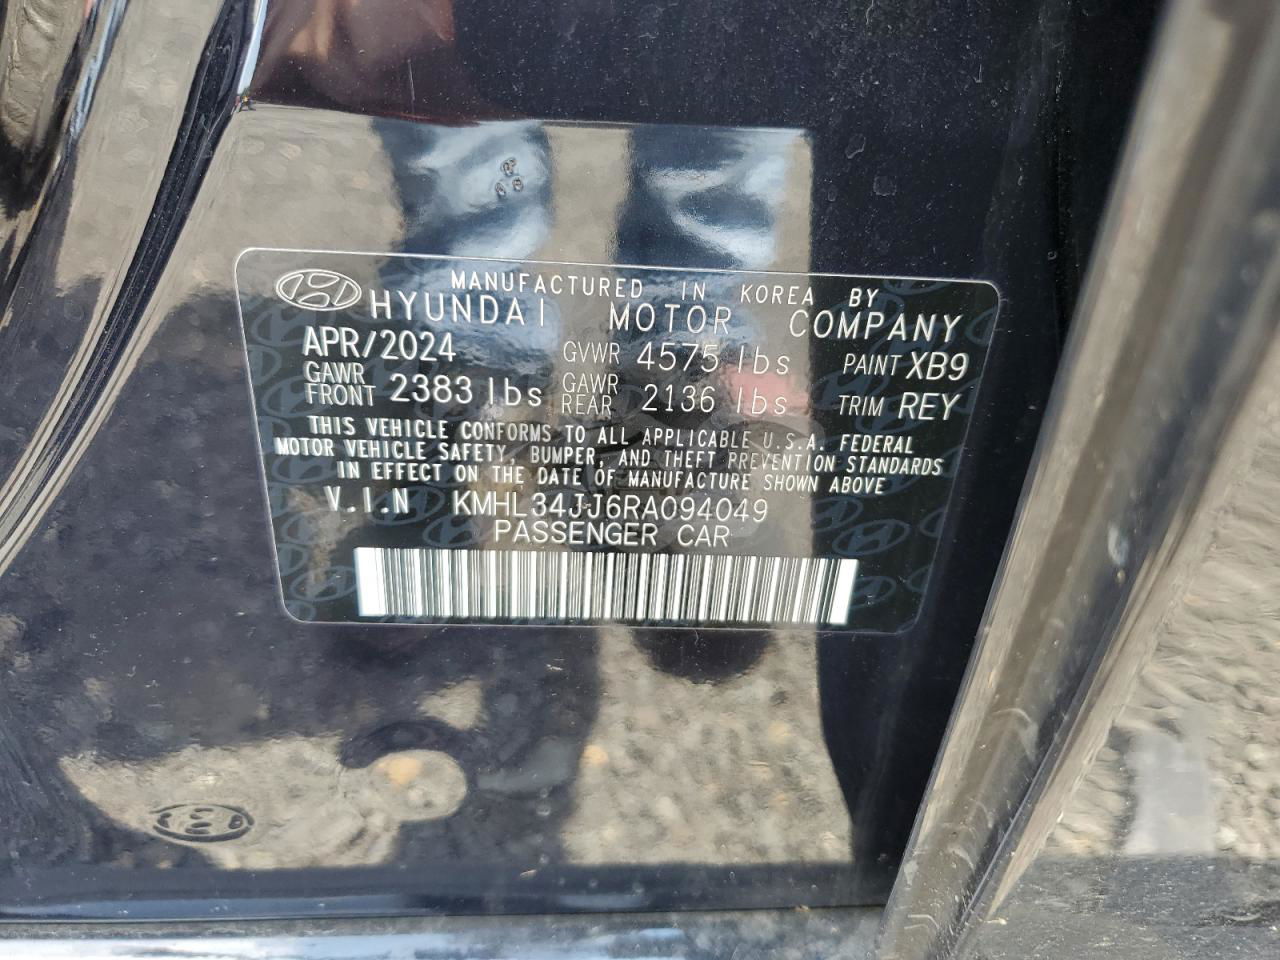 MANUFACTURED IN KOREA BY
HYUNDAI MOTOR COMPANY
APR/2024 GVWR 4575 lbs PAINT XB9
GAWR FRONT 2383 lbs GAWR REAR 2136 lbs TRIM REY
THIS VEHICLE CONFORMS TO ALL APPLICABLE U.S.A. FEDERAL
MOTOR VEHICLE SAFETY, BUMPER, AND THEFT PREVENTION STANDARDS
IN EFFECT ON THE DATE OF MANUFACTURE SHOWN ABOVE
V.I.N KMHL34JJ6RA094049
PASSENGER CAR